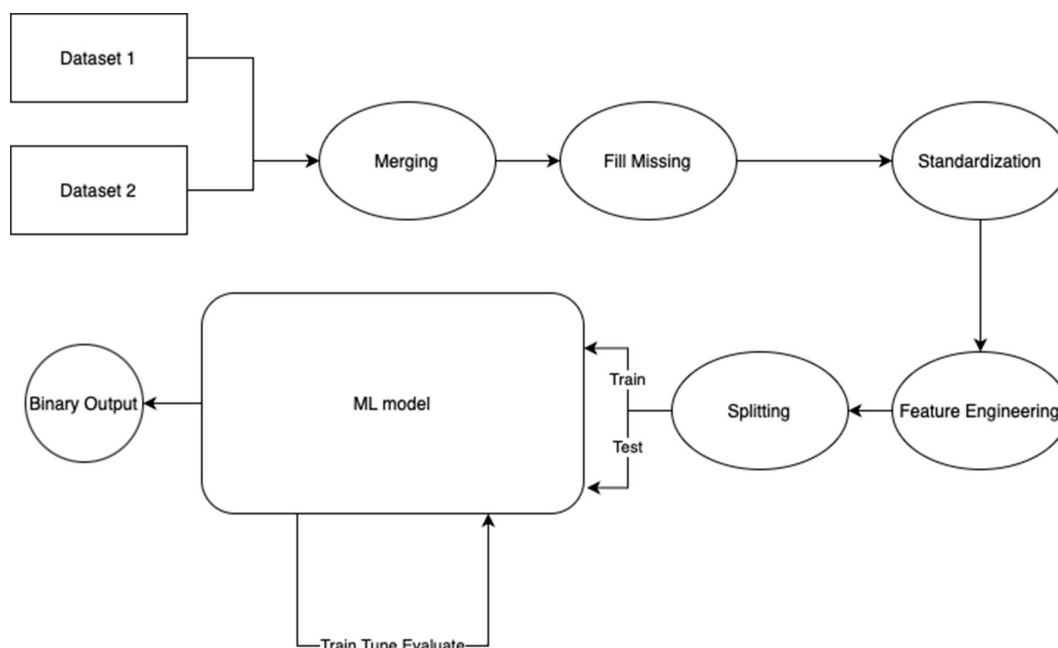 Dataset 1
Dataset 2
Merging
Fill Missing
Standardization
Feature Engineering
Splitting
Train
Test
ML model
Binary Output
Train Tune Evaluate